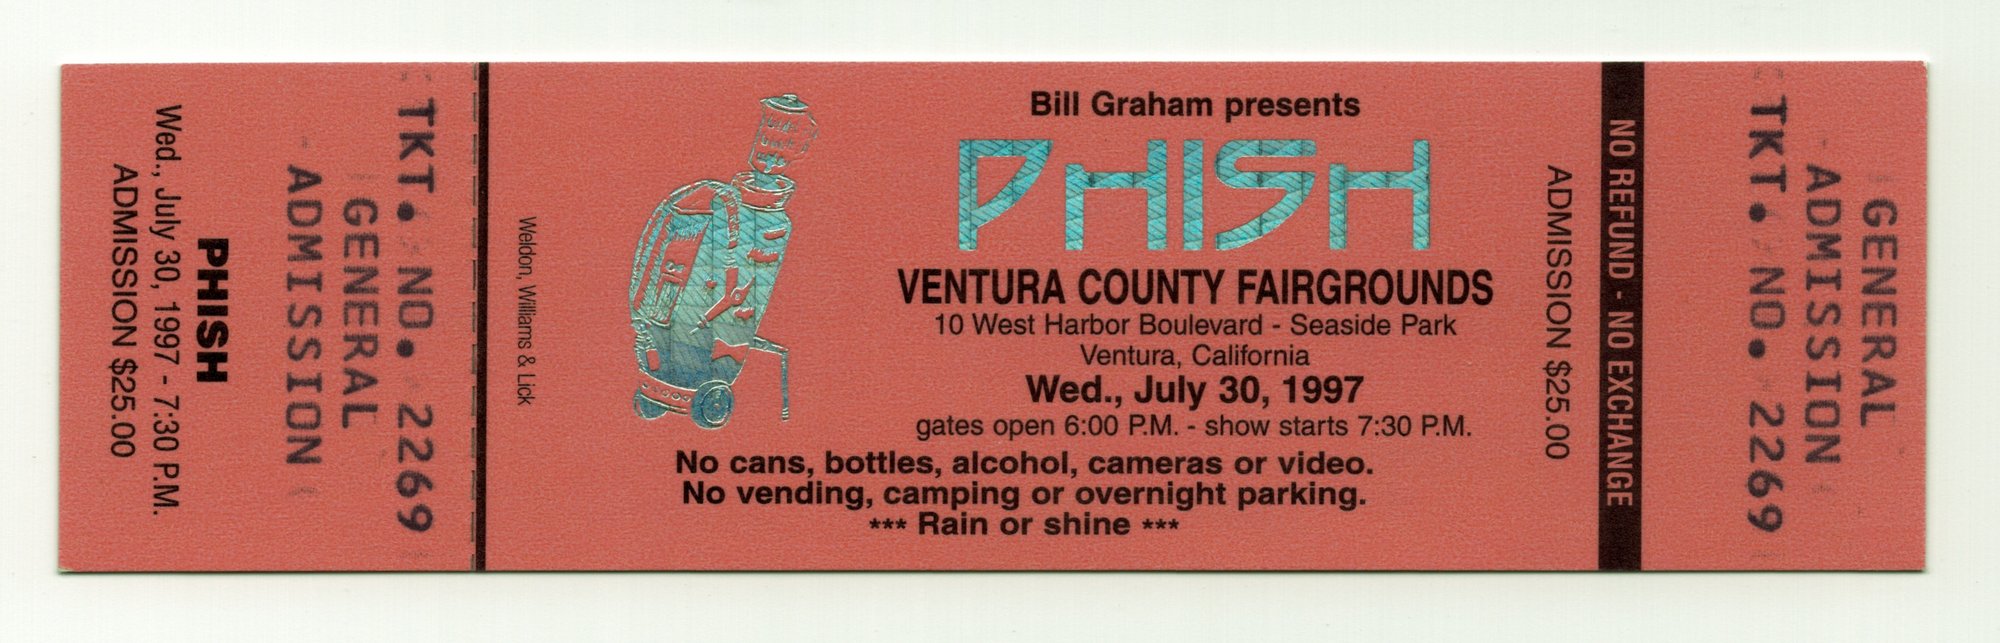 PHISH
Wed., July 30, 1997 - 7:30 P.M.
ADMISSION $25.00
TKT. NO. 2269
GENERAL
ADMISSION
Weldon, Williams & Lick
Bill Graham presents
PHISH
VENTURA COUNTY FAIRGROUNDS
10 West Harbor Boulevard - Seaside Park
Ventura, California
Wed., July 30, 1997
gates open 6:00 P.M. - show starts 7:30 P.M.
No cans, bottles, alcohol, cameras or video.
No vending, camping or overnight parking.
*** Rain or shine ***
ADMISSION $25.00
NO REFUND - NO EXCHANGE
GENERAL
ADMISSION
TKT. NO. 2269